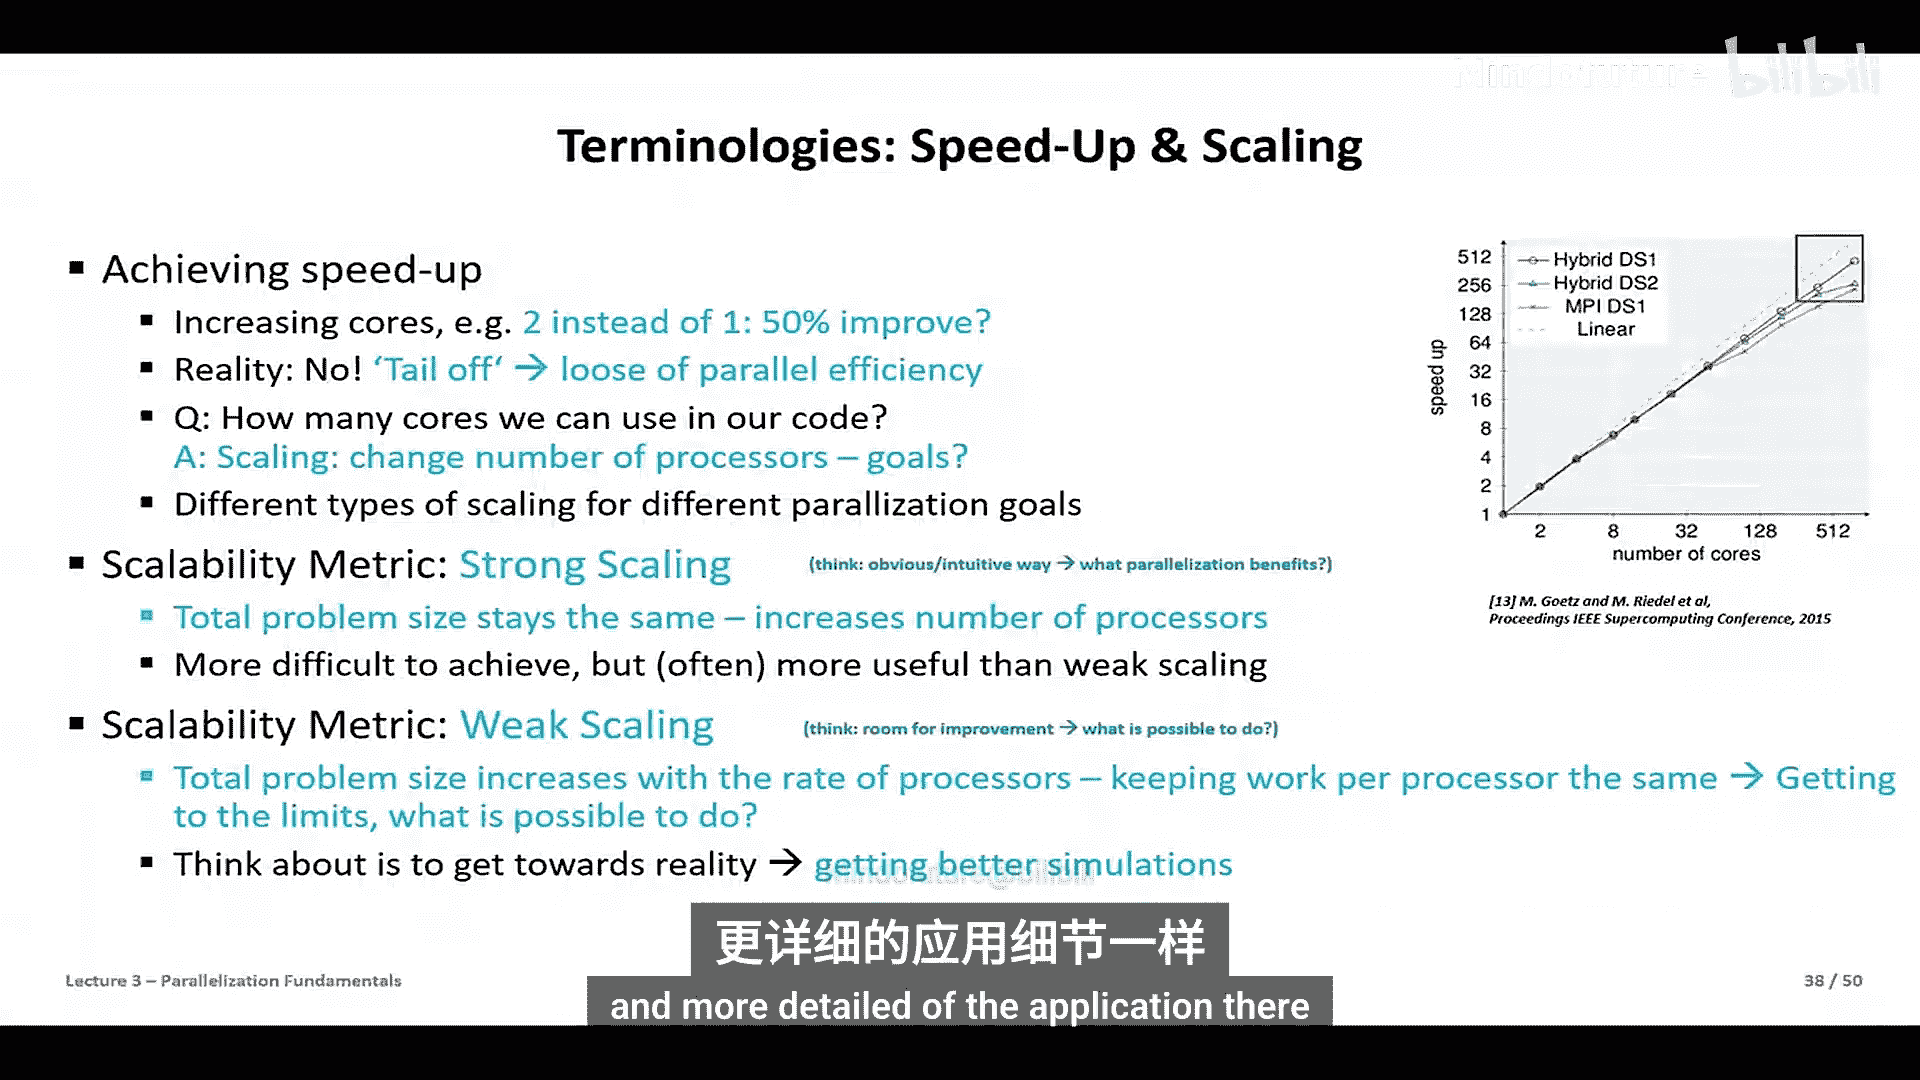 bilibili
Terminologies: Speed-Up & Scaling
▪ Achieving speed-up
▪ Increasing cores, e.g. 2 instead of 1: 50% improve?
▪ Reality: No! ‘Tail off‘ → loose of parallel efficiency
▪ Q: How many cores we can use in our code?
A: Scaling: change number of processors – goals?
▪ Different types of scaling for different parallization goals
▪ Scalability Metric: Strong Scaling (think: obvious/intuitive way → what parallelization benefits?)
▪ Total problem size stays the same – increases number of processors
▪ More difficult to achieve, but (often) more useful than weak scaling
▪ Scalability Metric: Weak Scaling (think: room for improvement → what is possible to do?)
▪ Total problem size increases with the rate of processors – keeping work per processor the same → Getting
to the limits, what is possible to do?
▪ Think about is to get towards reality → getting better simulations
512
256
128
64
32
16
8
4
2
1
speed up
Hybrid DS1
Hybrid DS2
MPI DS1
Linear
2 8 32 128 512
number of cores
[13] M. Goetz and M. Riedel et al,
Proceedings IEEE Supercomputing Conference, 2015
更详细的应用细节一样
and more detailed of the application there
Lecture 3 – Parallelization Fundamentals
38 / 50